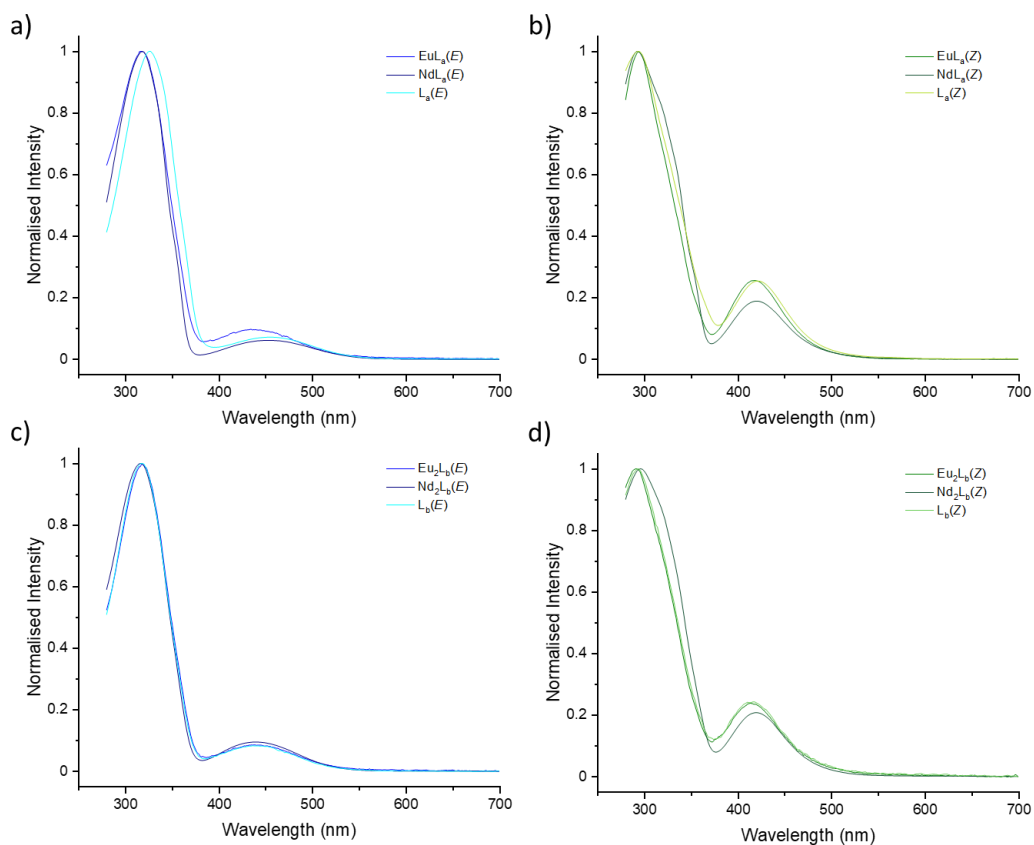 a)
EuLa(E)
NdLa(E)
La(E)
Normalised Intensity
1
0.8
0.6
0.4
0.2
0
300 400 500 600 700
Wavelength (nm)
b)
EuLa(Z)
NdLa(Z)
La(Z)
Normalised Intensity
1
0.8
0.6
0.4
0.2
0
300 400 500 600 700
Wavelength (nm)
c)
Eu2Lb(E)
Nd2Lb(E)
Lb(E)
Normalised Intensity
1
0.8
0.6
0.4
0.2
0
300 400 500 600 700
Wavelength (nm)
d)
Eu2Lb(Z)
Nd2Lb(Z)
Lb(Z)
Normalised Intensity
1
0.8
0.6
0.4
0.2
0
300 400 500 600 700
Wavelength (nm)